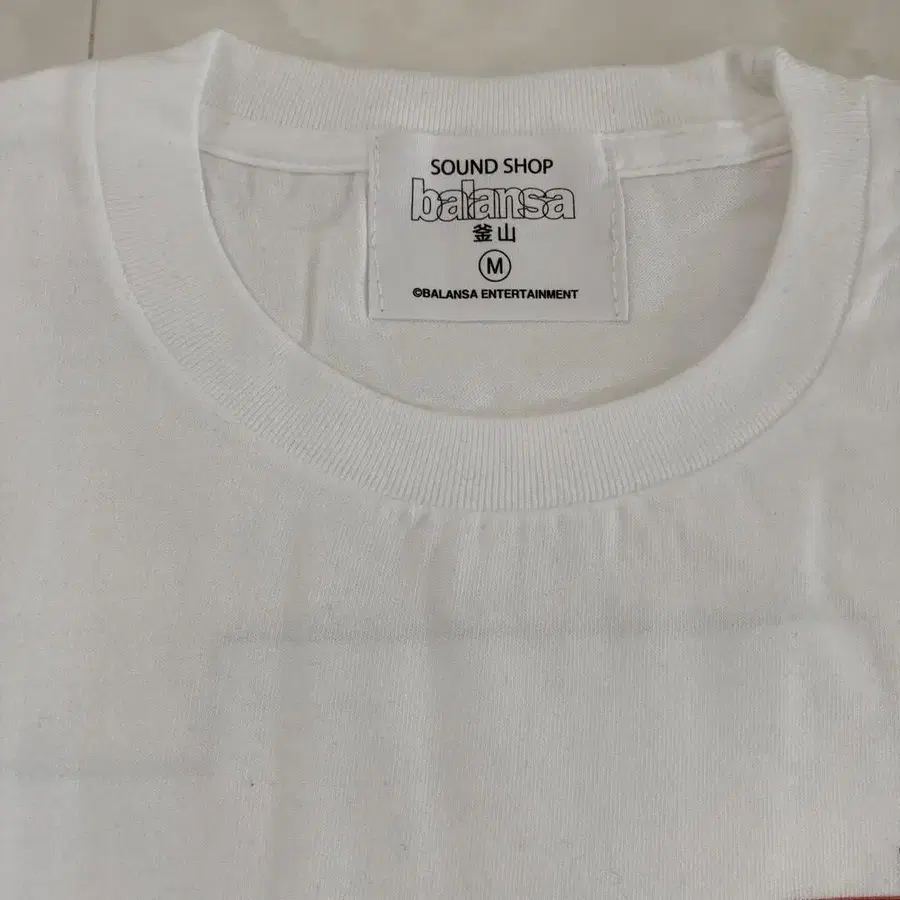 SOUND SHOP
balansa
釜山
M
©BALANSA ENTERTAINMENT